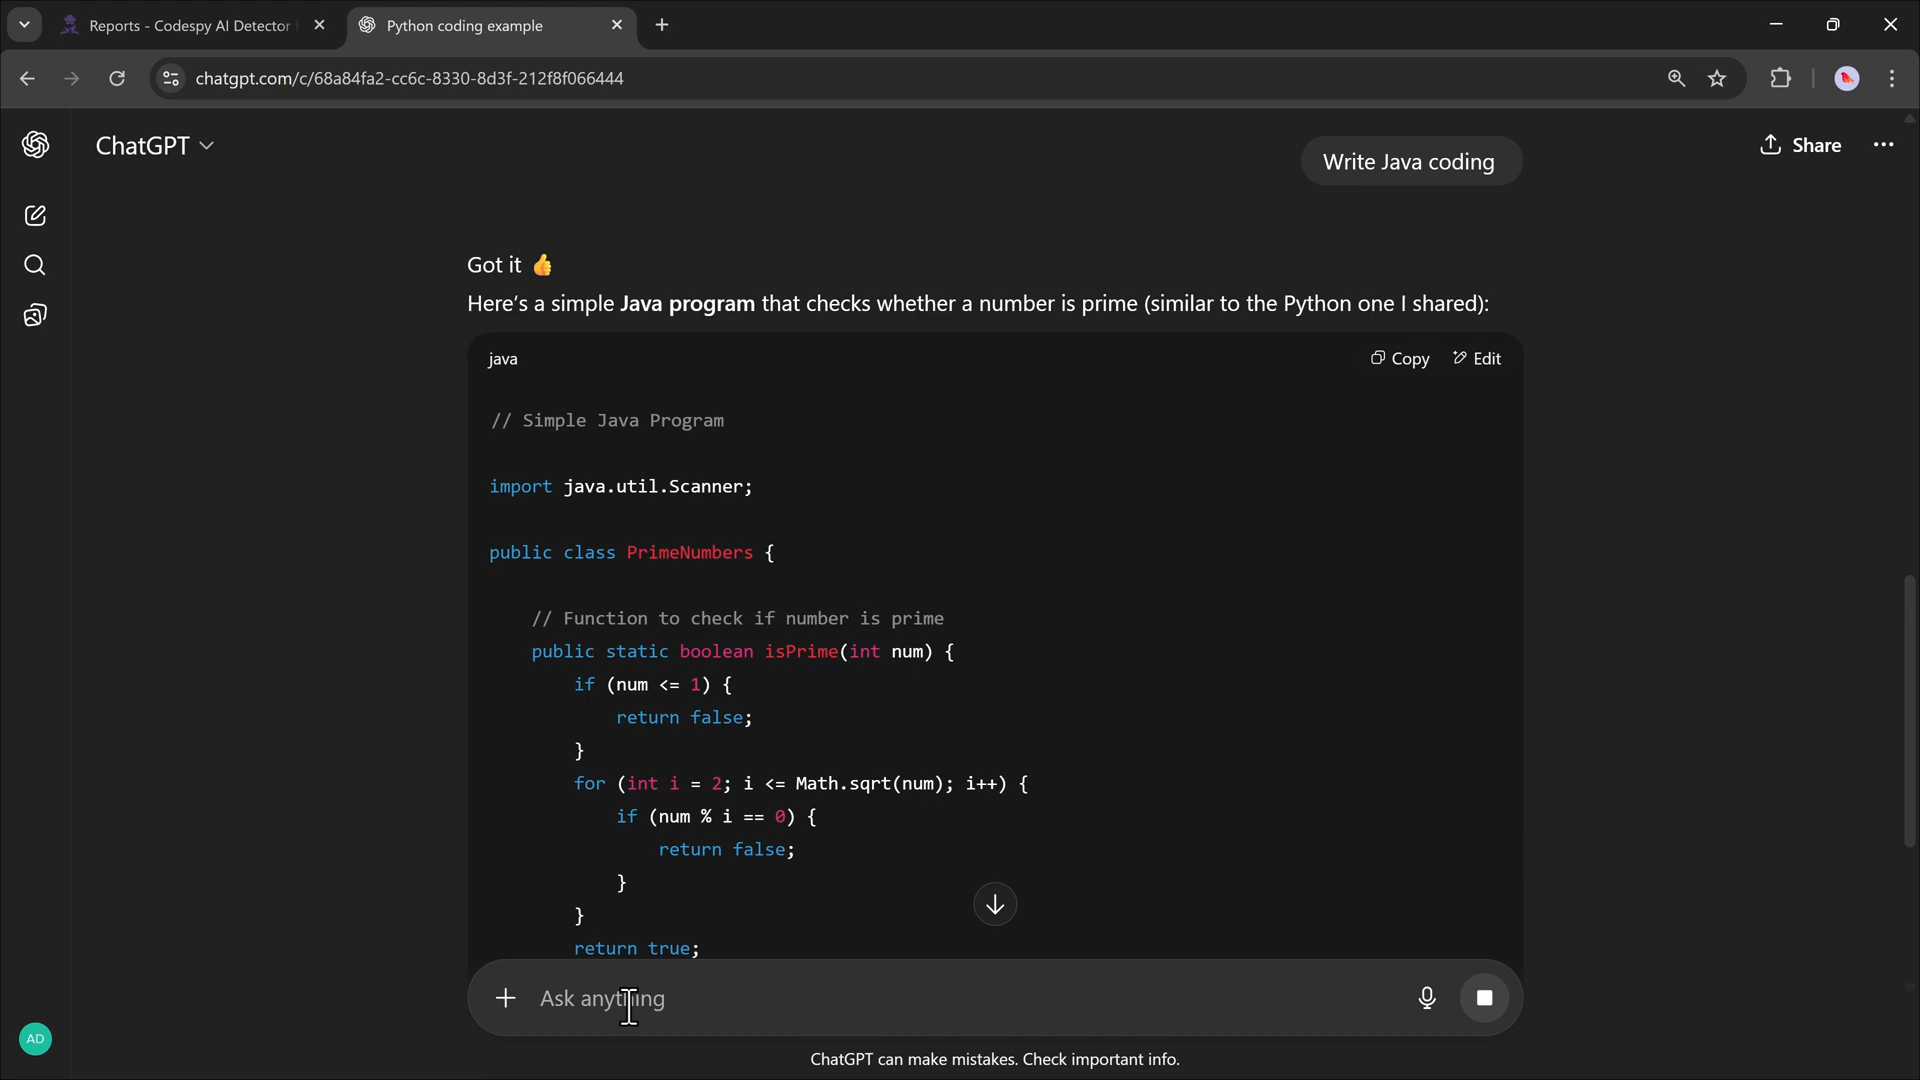 Reports - Codespy AI Detector
Python coding example
chatgpt.com/c/68a84fa2-cc6c-8330-8d3f-212f8f066444
ChatGPT
Share
Write Java coding
Got it 👍
Here’s a simple Java program that checks whether a number is prime (similar to the Python one I shared):
java
Copy
Edit
// Simple Java Program
import java.util.Scanner;
public class PrimeNumbers {
// Function to check if number is prime
public static boolean isPrime(int num) {
if (num <= 1) {
return false;
}
for (int i = 2; i <= Math.sqrt(num); i++) {
if (num % i == 0) {
return false;
}
}
return true;
Ask anything
AD
ChatGPT can make mistakes. Check important info.